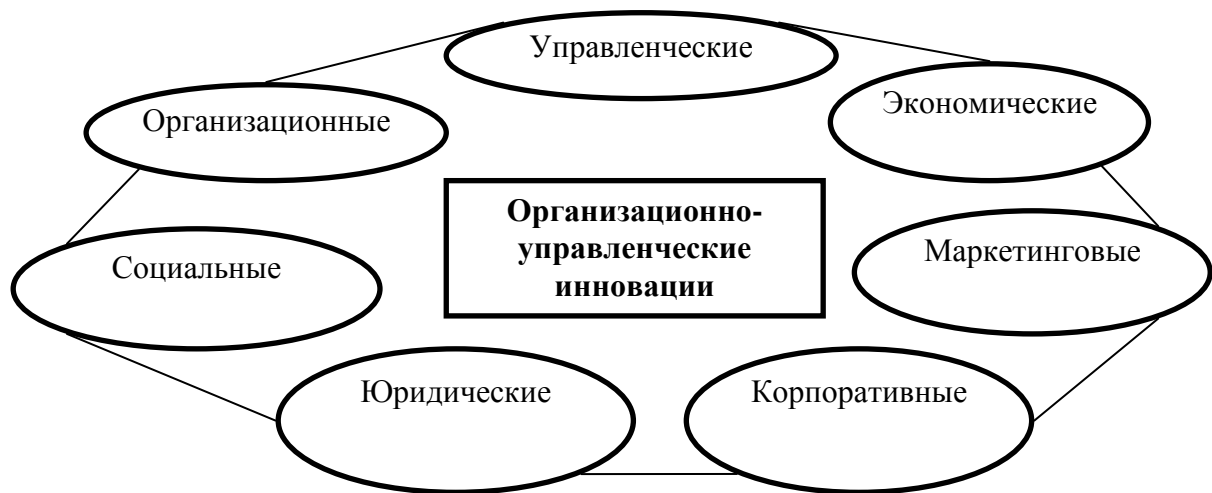 Управленческие
Экономические
Организационные
Организационно-
управленческие
инновации
Маркетинговые
Социальные
Юридические
Корпоративные